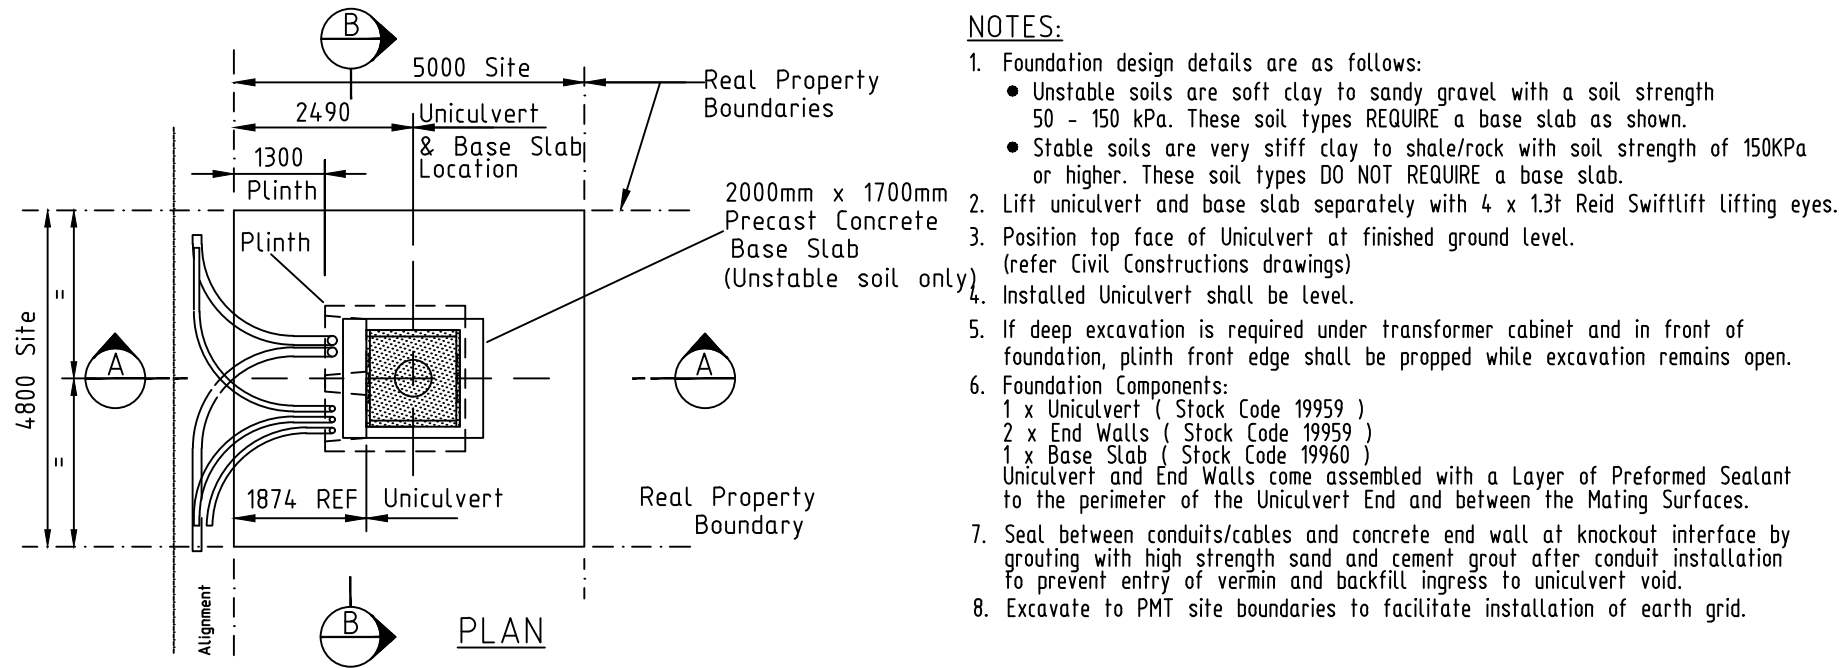 B
5000 Site
Real Property
Boundaries
2490
Uniculvert
& Base Slab
Location
1300
Plinth
2000mm x 1700mm
Precast Concrete
Base Slab
(Unstable soil only)
Plinth
=
4800 Site
A
A
=
1874 REF
Uniculvert
Real Property
Boundary
Alignment
B
PLAN
NOTES:
1. Foundation design details are as follows:
● Unstable soils are soft clay to sandy gravel with a soil strength
50 - 150 kPa. These soil types REQUIRE a base slab as shown.
● Stable soils are very stiff clay to shale/rock with soil strength of 150KPa
or higher. These soil types DO NOT REQUIRE a base slab.
2. Lift uniculvert and base slab separately with 4 x 1.3t Reid Swiftlift lifting eyes.
3. Position top face of Uniculvert at finished ground level.
(refer Civil Constructions drawings)
4. Installed Uniculvert shall be level.
5. If deep excavation is required under transformer cabinet and in front of
foundation, plinth front edge shall be propped while excavation remains open.
6. Foundation Components:
1 x Uniculvert ( Stock Code 19959 )
2 x End Walls ( Stock Code 19959 )
1 x Base Slab ( Stock Code 19960 )
Uniculvert and End Walls come assembled with a Layer of Preformed Sealant
to the perimeter of the Uniculvert End and between the Mating Surfaces.
7. Seal between conduits/cables and concrete end wall at knockout interface by
grouting with high strength sand and cement grout after conduit installation
to prevent entry of vermin and backfill ingress to uniculvert void.
8. Excavate to PMT site boundaries to facilitate installation of earth grid.